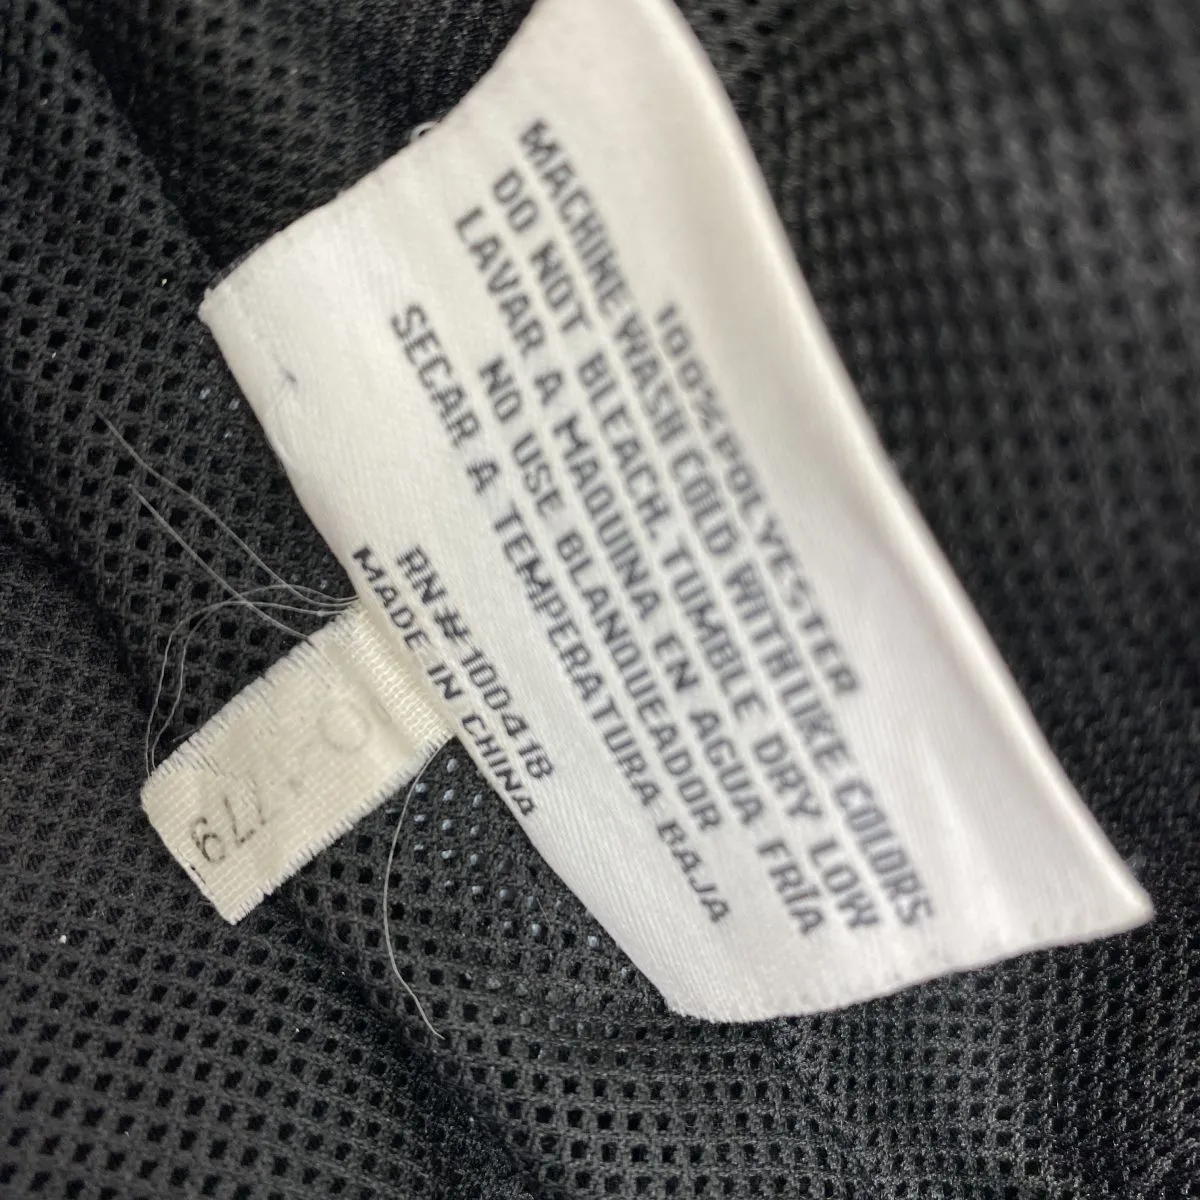 100% POLYESTER
MACHINE WASH COLD WITH LIKE COLORS
DO NOT BLEACH. TUMBLE DRY LOW
LAVAR A MAQUINA EN AGUA FRÍA
NO USE BLANQUEADOR
SECAR A TEMPERATURA BAJA
RN# 100418
MADE IN CHINA